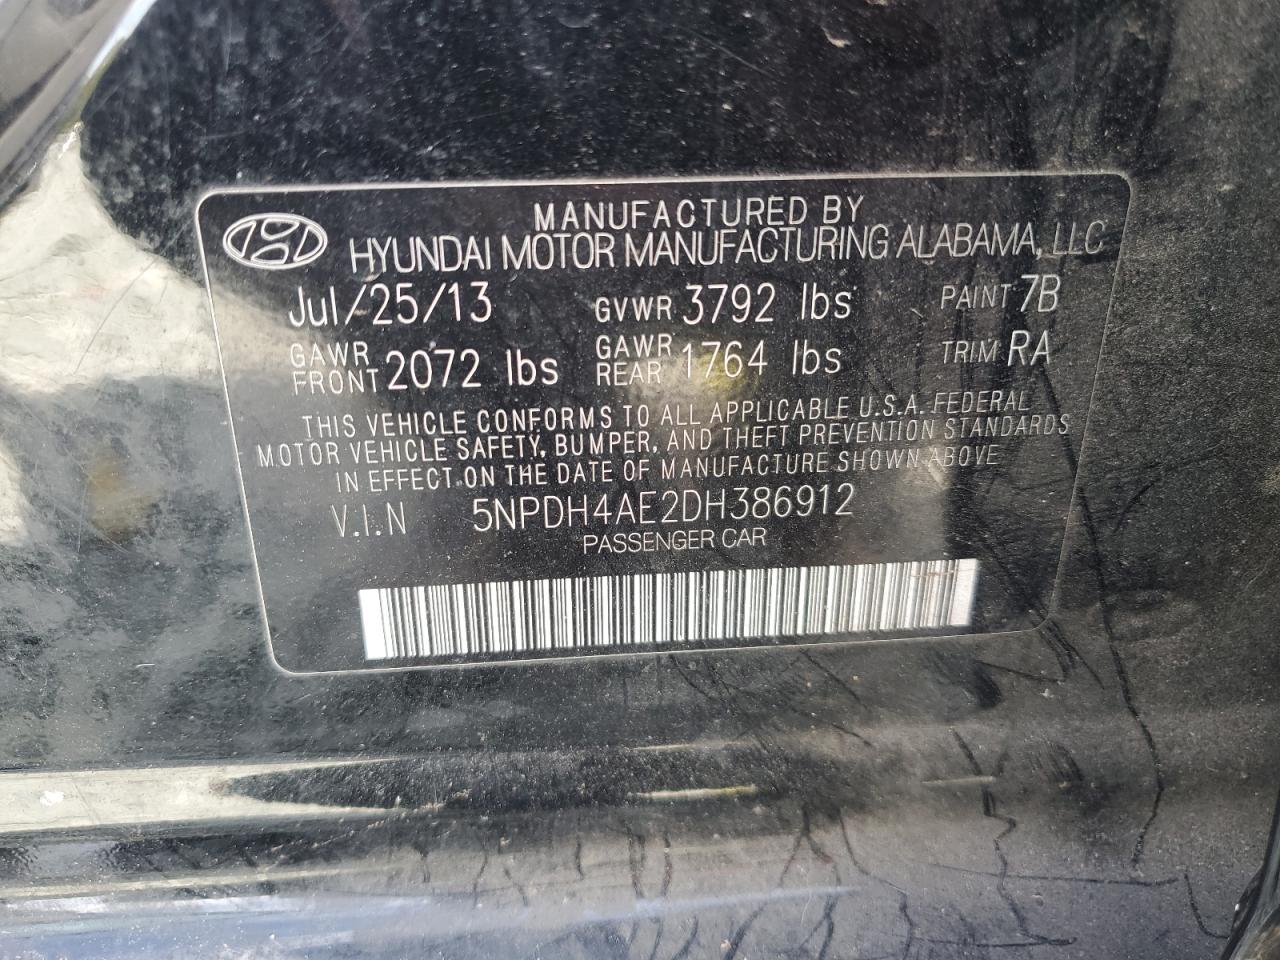 MANUFACTURED BY
HYUNDAI MOTOR MANUFACTURING ALABAMA, LLC
Jul/25/13 GVWR 3792 lbs PAINT 7B
GAWR FRONT 2072 lbs GAWR REAR 1764 lbs TRIM RA
THIS VEHICLE CONFORMS TO ALL APPLICABLE U.S.A. FEDERAL
MOTOR VEHICLE SAFETY, BUMPER, AND THEFT PREVENTION STANDARDS
IN EFFECT ON THE DATE OF MANUFACTURE SHOWN ABOVE
V.I.N 5NPDH4AE2DH386912
PASSENGER CAR